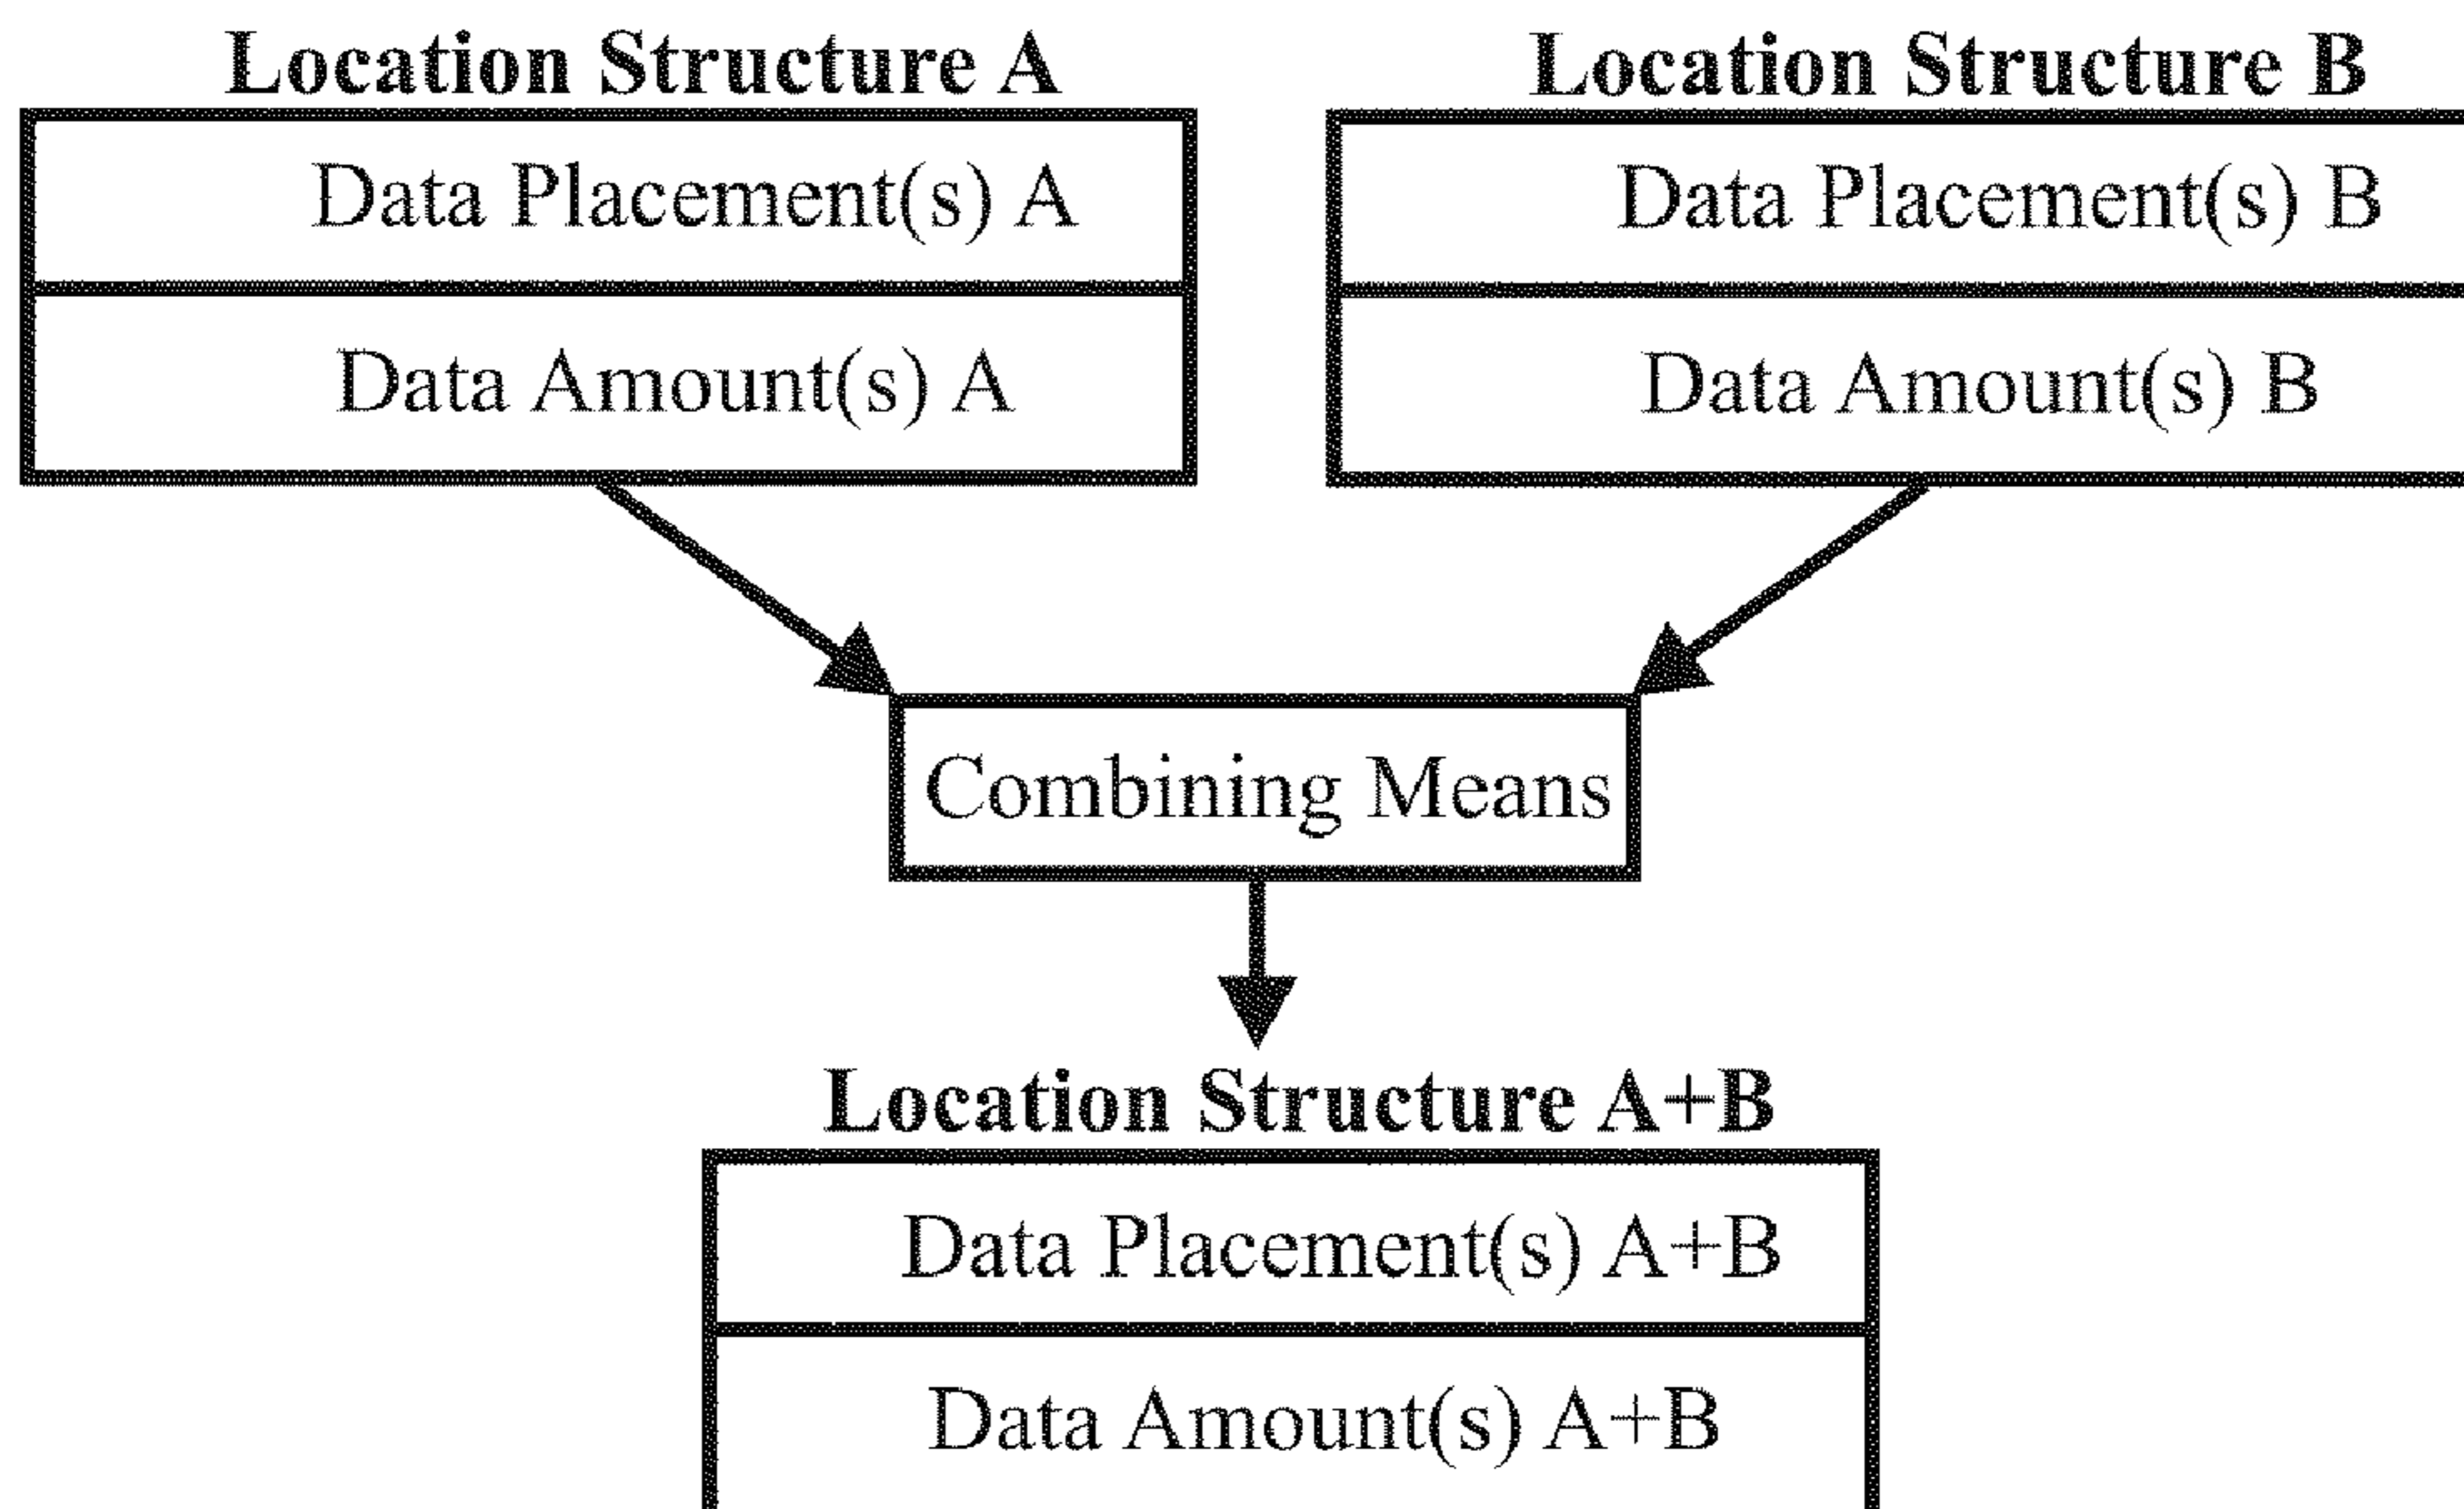 Location Structure A
Data Placement(s) A
Data Amount(s) A
Location Structure B
Data Placement(s) B
Data Amount(s) B
Combining Means
Location Structure A+B
Data Placement(s) A+B
Data Amount(s) A+B